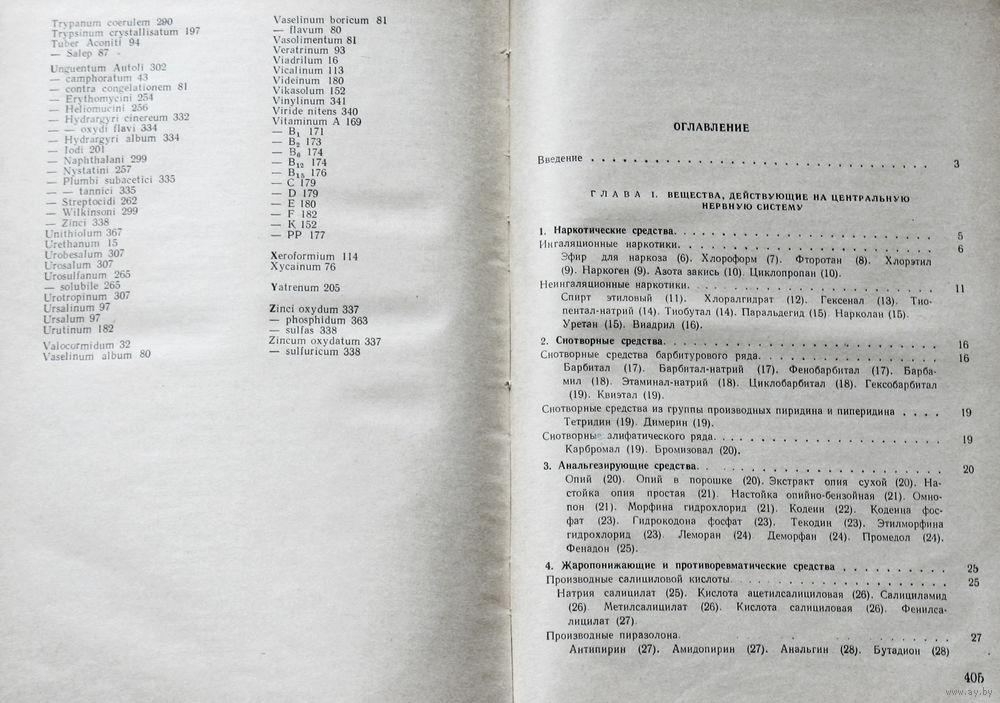 Trypanum coerulem 290
Trypsinum crystallisatum 197
Tuber Aconiti 94
— Salep 87
Unguentum Autoli 302
— camphoratum 43
— contra congelationem 81
— Erythomycini 254
— Heliomucini 256
— Hydrargyri cinereum 332
— — oxydi flavi 334
— Hydrargyri album 334
— Iodi 201
— Naphthalani 299
— Nystatini 257
— Plumbi subacetici 335
— — tannici 335
— Streptocidi 262
— Wilkinsoni 299
— Zinci 338
Unithiolum 367
Urethanum 15
Urobesalum 307
Urosalum 307
Urosulfanum 265
— solubile 265
Urotropinum 307
Ursalinum 97
Ursalum 97
Urutinum 182
Valocormidum 32
Vaselinum album 80
Vaselinum boricum 81
— flavum 80
Vasolimentum 81
Veratrinum 93
Viadrilum 16
Vicalinum 113
Videinum 180
Vikasolum 152
Vinylinum 341
Viride nitens 340
Vitaminum A 169
— B₁ 171
— B₂ 173
— B₆ 174
— B₁₂ 174
— B₁₅ 176
— C 179
— D 179
— E 180
— F 182
— K 152
— PP 177
Xeroformium 114
Xycainum 76
Yatrenum 205
Zinci oxydum 337
— phosphidum 363
— sulfas 338
Zincum oxydatum 337
— sulfuricum 338
ОГЛАВЛЕНИЕ
Введение . . . . . . . . . . . . . . . . . . . . 3
ГЛАВА 1. ВЕЩЕСТВА, ДЕЙСТВУЮЩИЕ НА ЦЕНТРАЛЬНУЮ
НЕРВНУЮ СИСТЕМУ
1. Наркотические средства. . . . . . . . . . . . . . . 5
Ингаляционные наркотики. . . . . . . . . . . . . . . 6
Эфир для наркоза (6). Хлороформ (7). Фторотан (8). Хлорэтил
(9). Наркоген (9). Азота закись (10). Циклопропан (10).
Неингаляционные наркотики. . . . . . . . . . . . . . . 11
Спирт этиловый (11). Хлоралгидрат (12). Гексенал (13). Тио-
пентал-натрий (14). Тиобутал (14). Паральдегид (15). Нарколан (15).
Уретан (15). Виадрил (16).
2. Снотворные средства. . . . . . . . . . . . . . . 16
Снотворные средства барбитурового ряда. . . . . . . . . . . . 16
Барбитал (17). Барбитал-натрий (17). Фенобарбитал (17). Барба-
мил (18). Этаминал-натрий (18). Циклобарбитал (18). Гексобарбитал
(19). Квиэтал (19).
Снотворные средства из группы производных пиридина и пиперидина . . . . 19
Тетридин (19). Димерин (19).
Снотворные алифатического ряда. . . . . . . . . . . . . 19
Карбромал (19). Бромизовал (20).
3. Анальгезирующие средства. . . . . . . . . . . . . . 20
Опий (20). Опий в порошке (20). Экстракт опия сухой (20). На-
стойка опия простая (21). Настойка опийно-бензойная (21). Омно-
пон (21). Морфина гидрохлорид (21). Кодеин (22). Кодеина фос-
фат (23). Гидрокодона фосфат (23). Текодин (23). Этилморфина
гидрохлорид (23) Леморан (24) Деморфан (24). Промедол (24).
Фенадон (25).
4. Жаропонижающие и противоревматические средства . . . . . . . . . 25
Производные салициловой кислоты. . . . . . . . . . . . . 25
Натрия салицилат (25). Кислота ацетилсалициловая (26). Салициламид
(26) Метилсалицилат (26). Кислота салициловая (26). Фенилса-
лицилат (27)
Производные пиразолона. . . . . . . . . . . . 27
Антипирин (27). Амидопирин (27). Анальгин (28). Бутадион (28)
405
www.ay.by